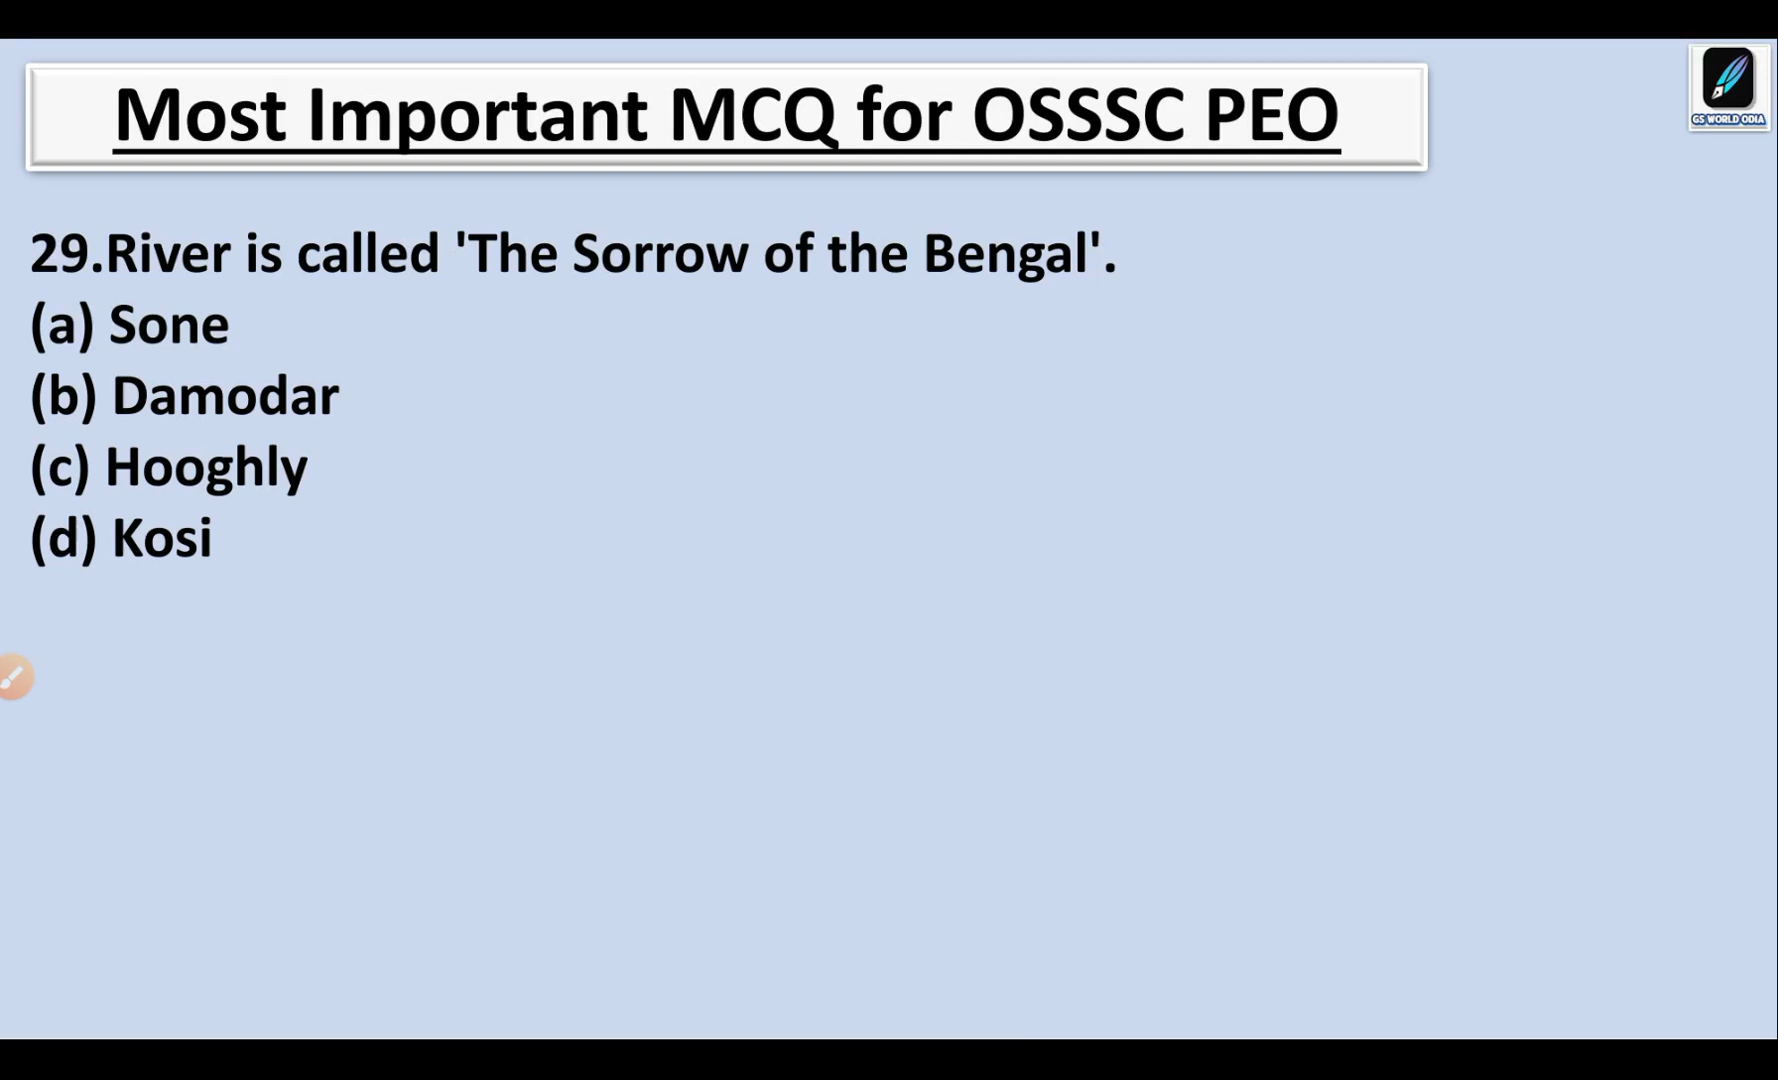 Most Important MCQ for OSSSC PEO
GS WORLD ODIA
29.River is called 'The Sorrow of the Bengal'.
(a) Sone
(b) Damodar
(c) Hooghly
(d) Kosi